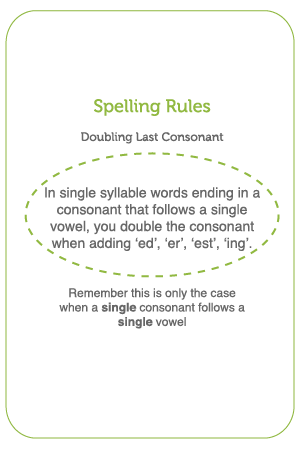 Spelling Rules
Doubling Last Consonant
In single syllable words ending in a
consonant that follows a single
vowel, you double the consonant
when adding ‘ed’, ‘er’, ‘est’, ‘ing’.
Remember this is only the case
when a single consonant follows a
single vowel